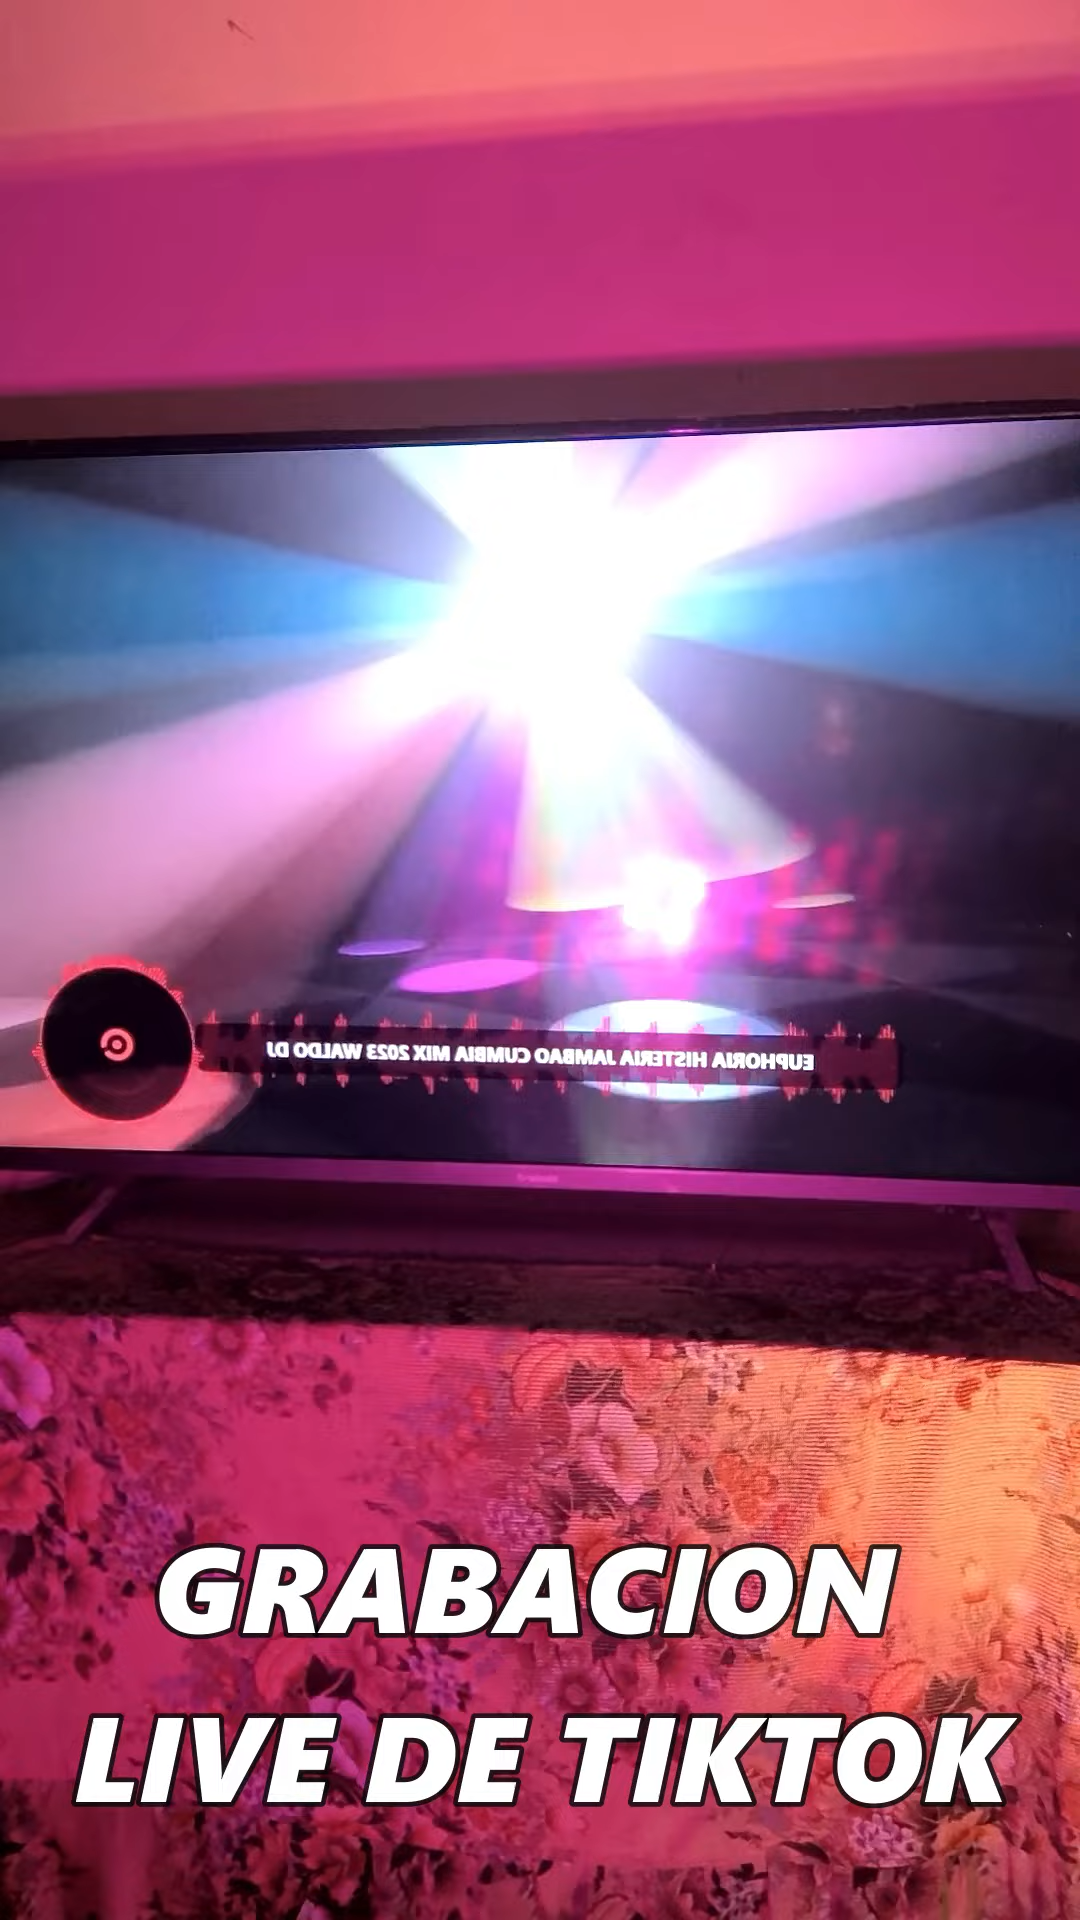 EUPHORIA HISTERIA JAMBAO CUMBIA MIX 2023 WALDO DJ
GRABACION
LIVE DE TIKTOK